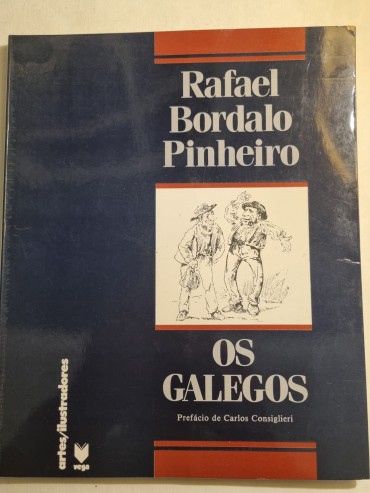 Rafael
Bordalo
Pinheiro
OS
GALEGOS
Prefácio de Carlos Consiglieri
artes/ilustradores
vega